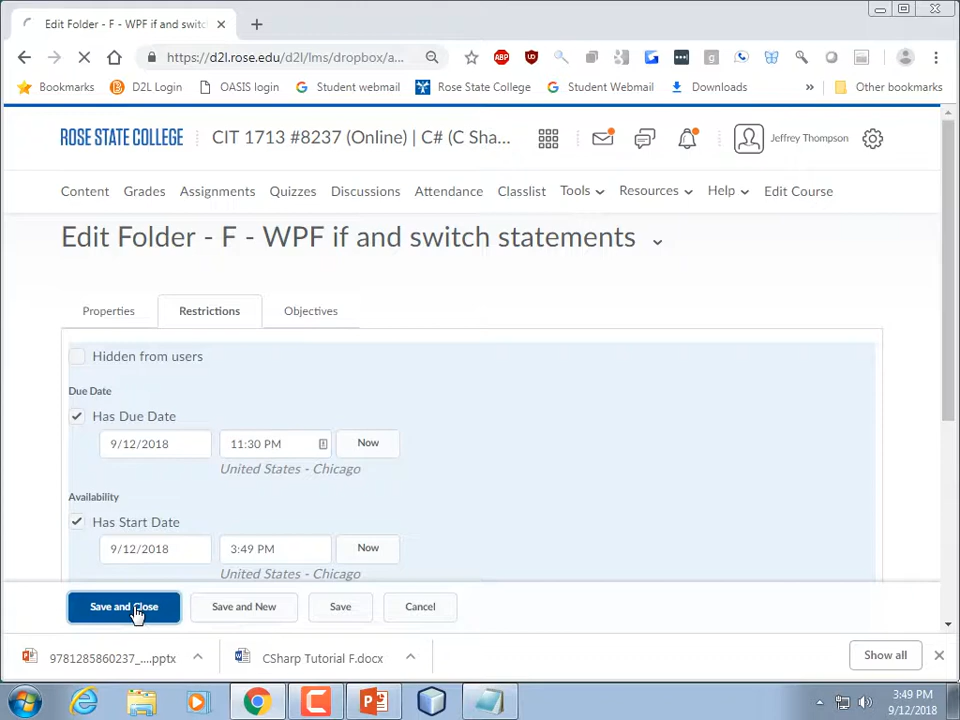 Edit Folder - F - WPF if and switc
https://d2l.rose.edu/d2l/lms/dropbox/a...
Bookmarks D2L Login OASIS login Student webmail Rose State College Student Webmail Downloads » Other bookmarks
ROSE STATE COLLEGE CIT 1713 #8237 (Online) | C# (C Sha... Jeffrey Thompson
Content Grades Assignments Quizzes Discussions Attendance Classlist Tools Resources Help Edit Course
Edit Folder - F - WPF if and switch statements
Properties Restrictions Objectives
Hidden from users
Due Date
Has Due Date
9/12/2018 11:30 PM Now
United States - Chicago
Availability
Has Start Date
9/12/2018 3:49 PM Now
United States - Chicago
Save and Close Save and New Save Cancel
9781285860237_....pptx CSharp Tutorial F.docx Show all
3:49 PM
9/12/2018